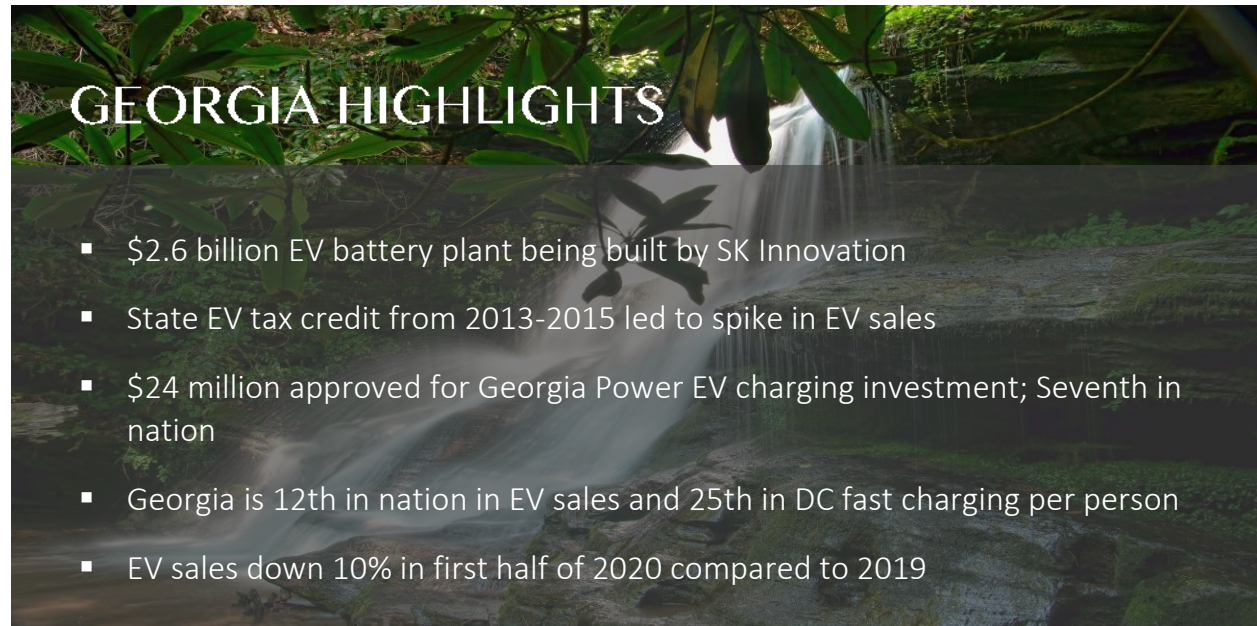 GEORGIA HIGHLIGHTS
▪ $2.6 billion EV battery plant being built by SK Innovation
▪ State EV tax credit from 2013-2015 led to spike in EV sales
▪ $24 million approved for Georgia Power EV charging investment; Seventh in
nation
▪ Georgia is 12th in nation in EV sales and 25th in DC fast charging per person
▪ EV sales down 10% in first half of 2020 compared to 2019